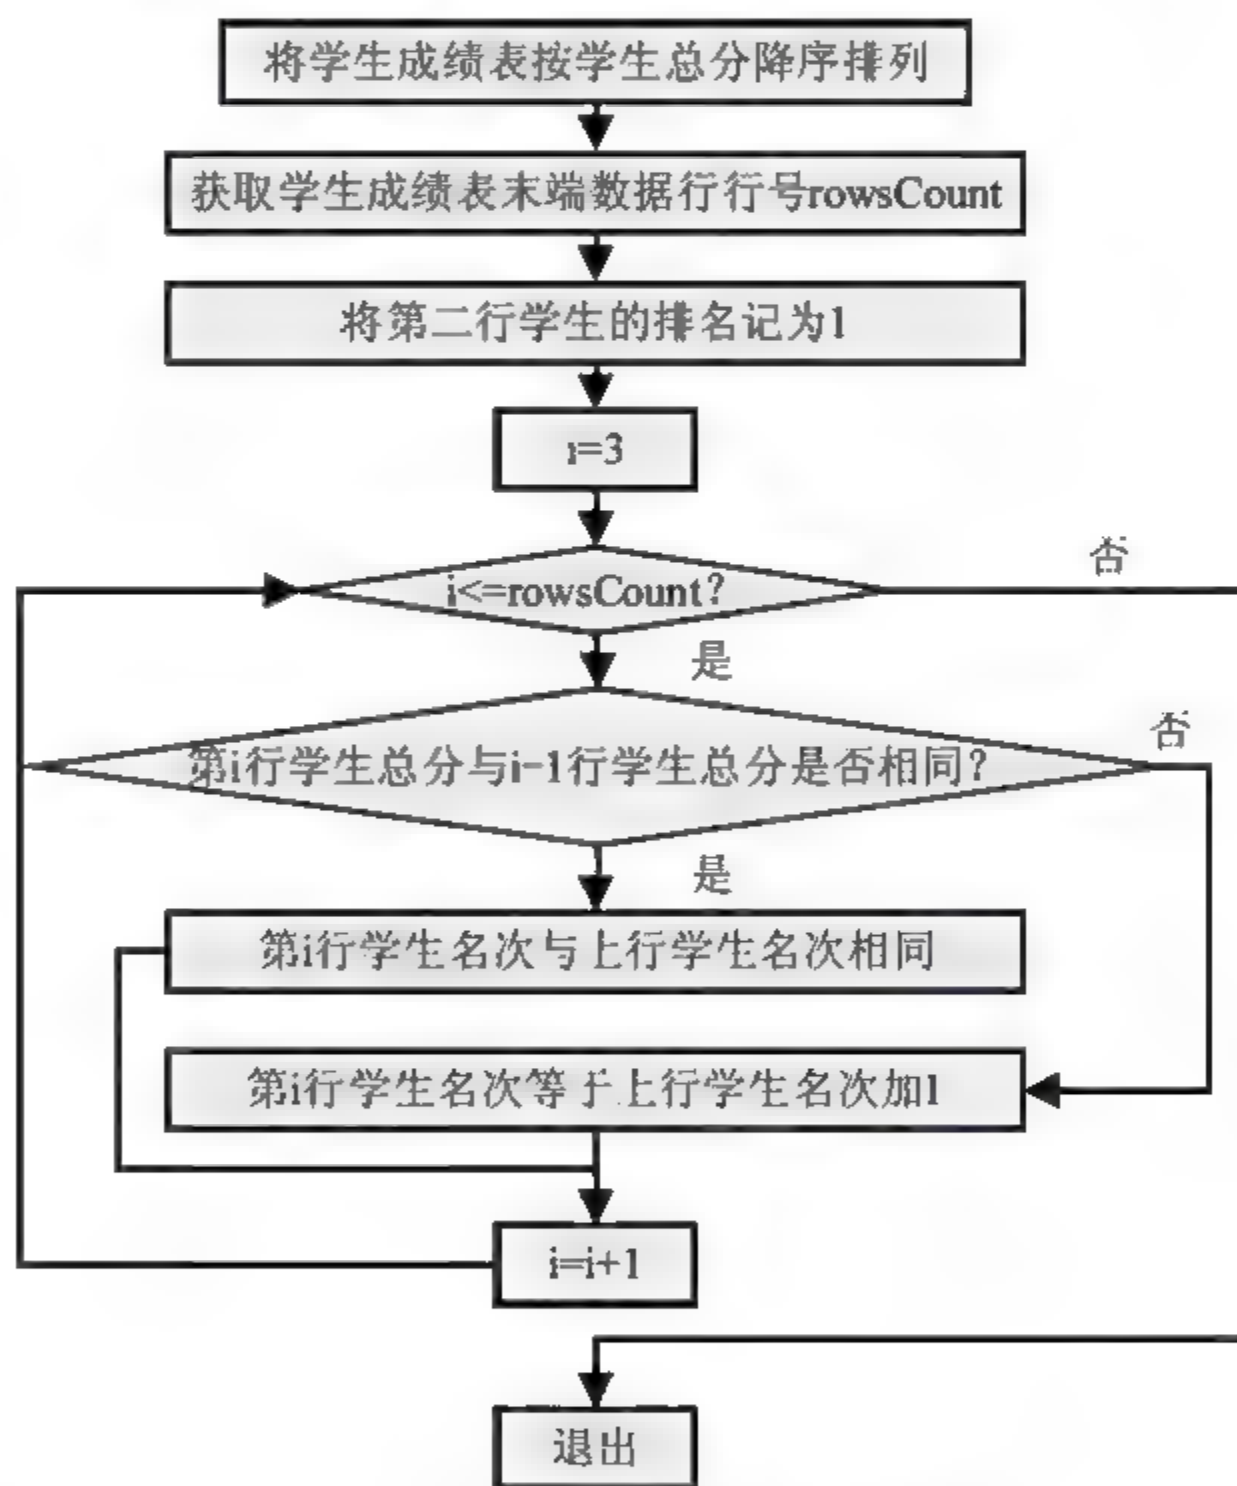 将学生成绩表按学生总分降序排列
获取学生成绩表末端数据行行号rowsCount
将第二行学生的排名记为1
i=3
i<=rowsCount?
否
是
第i行学生总分与i-1行学生总分是否相同?
否
是
第i行学生名次与上行学生名次相同
第i行学生名次等于上行学生名次加1
i=i+1
退出